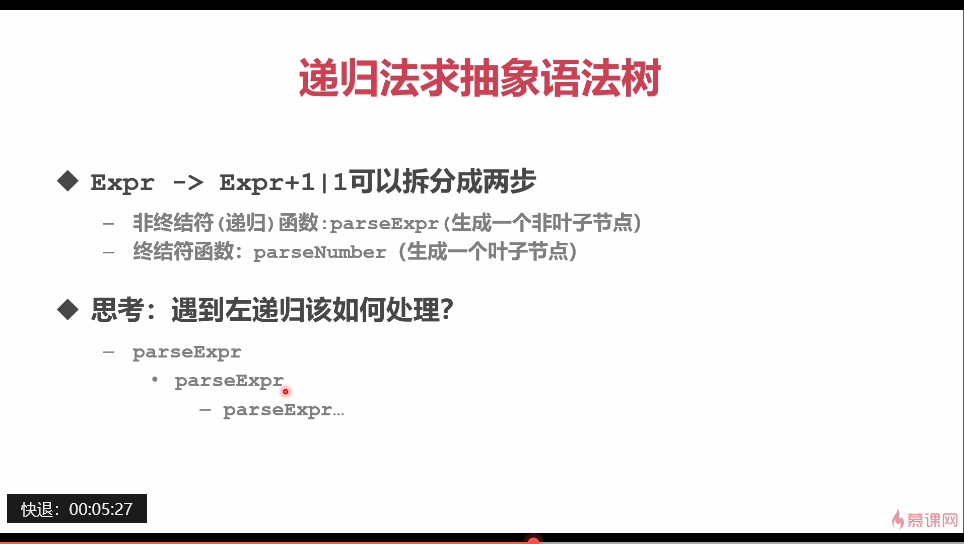 递归法求抽象语法树
◆ Expr -> Expr+1|1可以拆分成两步
– 非终结符(递归)函数:parseExpr(生成一个非叶子节点)
– 终结符函数：parseNumber（生成一个叶子节点）
◆ 思考：遇到左递归该如何处理？
– parseExpr
• parseExpr
– parseExpr…
快退：00:05:27
慕课网